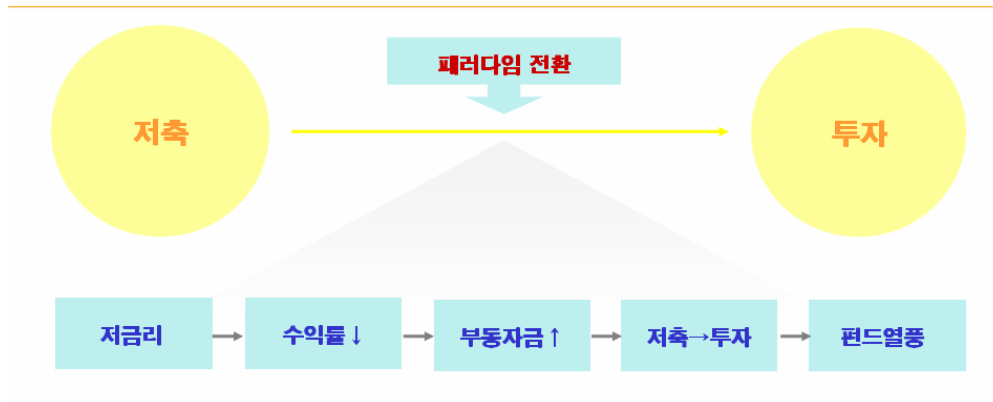 패러다임 전환
저축
투자
저금리
수익률↓
부동자금↑
저축→투자
펀드열풍